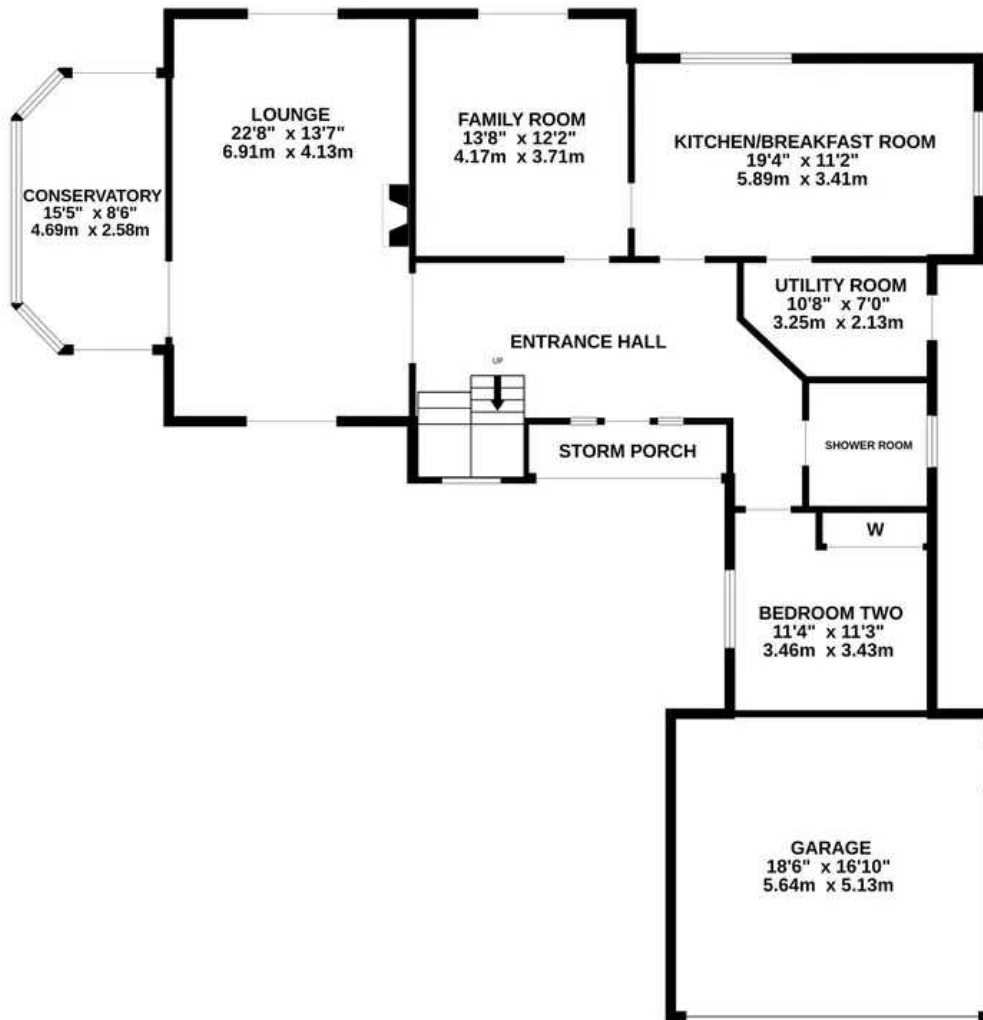 LOUNGE
22'8" x 13'7"
6.91m x 4.13m
FAMILY ROOM
13'8" x 12'2"
4.17m x 3.71m
KITCHEN/BREAKFAST ROOM
19'4" x 11'2"
5.89m x 3.41m
CONSERVATORY
15'5" x 8'6"
4.69m x 2.58m
UTILITY ROOM
10'8" x 7'0"
3.25m x 2.13m
ENTRANCE HALL
UP
STORM PORCH
SHOWER ROOM
W
BEDROOM TWO
11'4" x 11'3"
3.46m x 3.43m
GARAGE
18'6" x 16'10"
5.64m x 5.13m